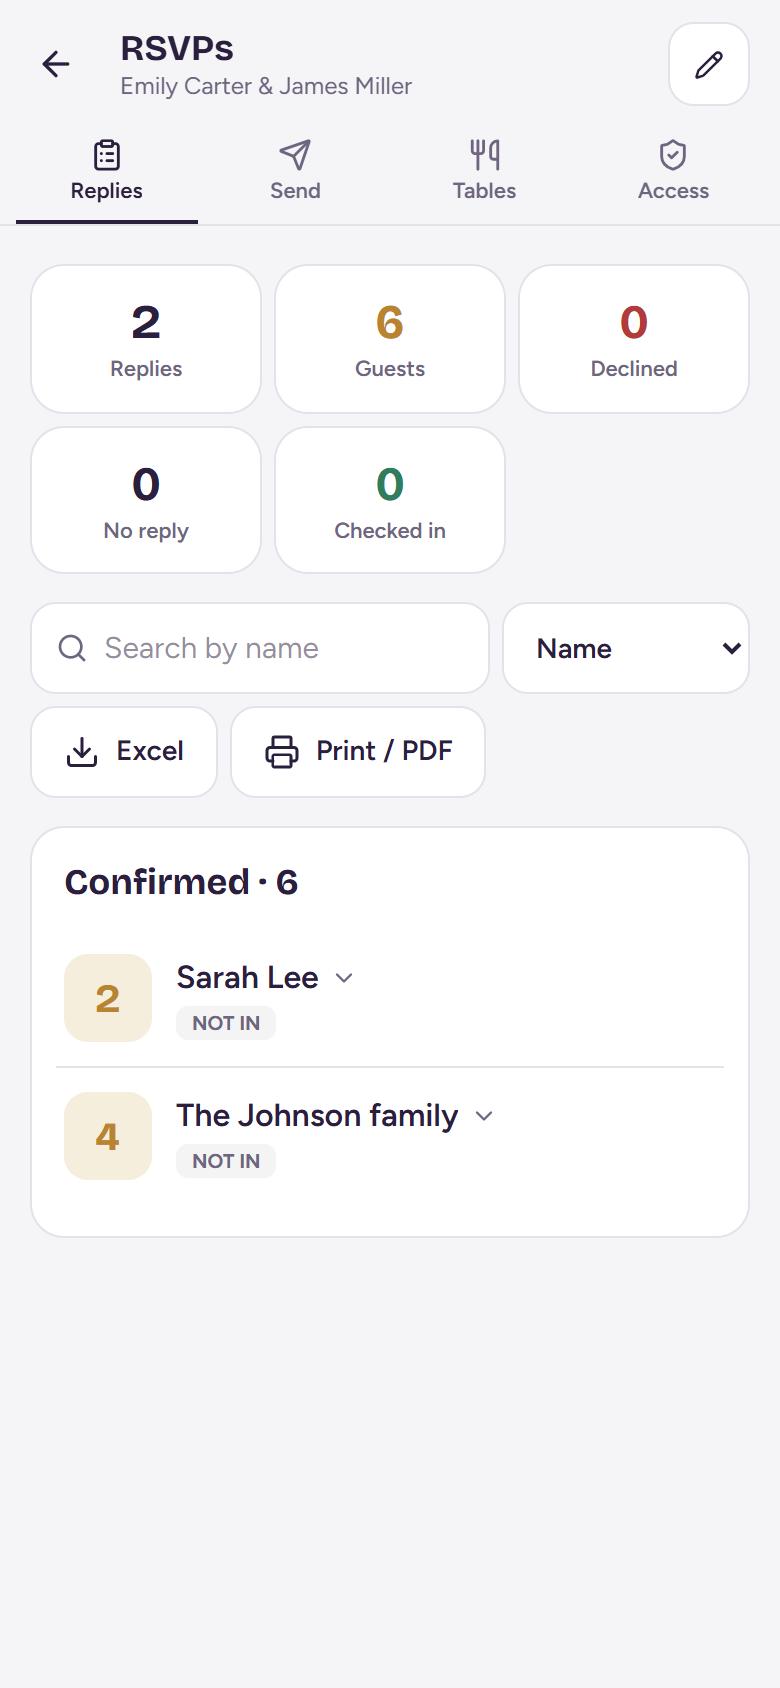 RSVPs
Emily Carter & James Miller
Replies
Send
Tables
Access
2
Replies
6
Guests
0
Declined
0
No reply
0
Checked in
Search by name
Name
Excel
Print / PDF
Confirmed · 6
2
Sarah Lee
NOT IN
4
The Johnson family
NOT IN